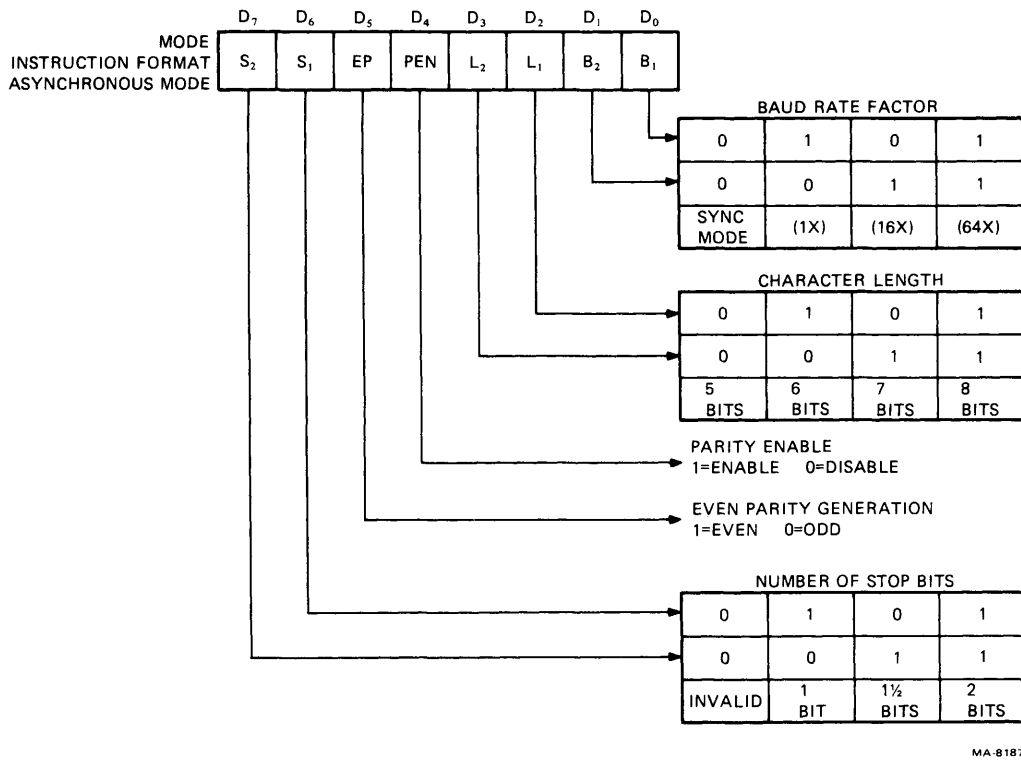 D₇ D₆ D₅ D₄ D₃ D₂ D₁ D₀
MODE
INSTRUCTION FORMAT
ASYNCHRONOUS MODE
S₂ S₁ EP PEN L₂ L₁ B₂ B₁
BAUD RATE FACTOR
0 1 0 1
0 0 1 1
SYNC MODE (1X) (16X) (64X)
CHARACTER LENGTH
0 1 0 1
0 0 1 1
5 BITS 6 BITS 7 BITS 8 BITS
PARITY ENABLE
1=ENABLE 0=DISABLE
EVEN PARITY GENERATION
1=EVEN 0=ODD
NUMBER OF STOP BITS
0 1 0 1
0 0 1 1
INVALID 1 BIT 1½ BITS 2 BITS
MA-8187